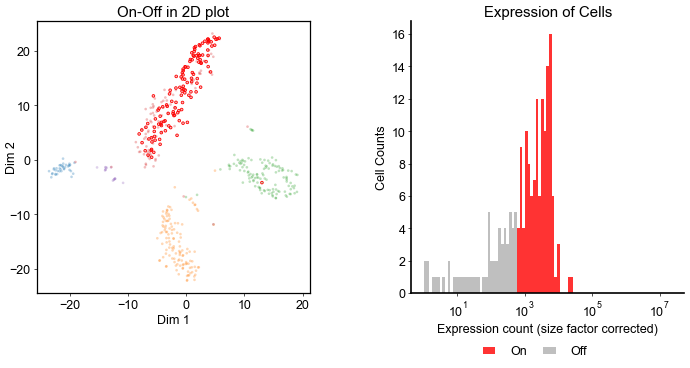 On-Off in 2D plot
Expression of Cells
20
10
0
−10
−20
Dim 2
−20 −10 0 10 20
Dim 1
16
14
12
10
8
6
4
2
0
Cell Counts
10^1 10^3 10^5 10^7
Expression count (size factor corrected)
On Off